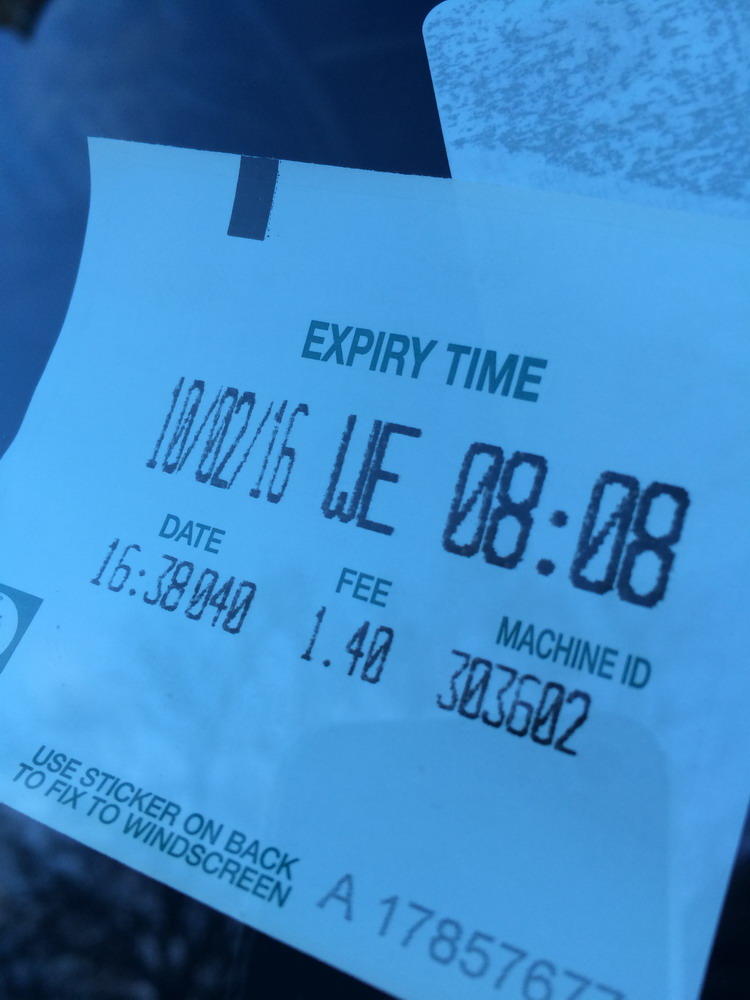 EXPIRY TIME
10/02/16 WE 08:08
DATE FEE MACHINE ID
16:38040 1.40 303602
USE STICKER ON BACK
TO FIX TO WINDSCREEN
A 1785767